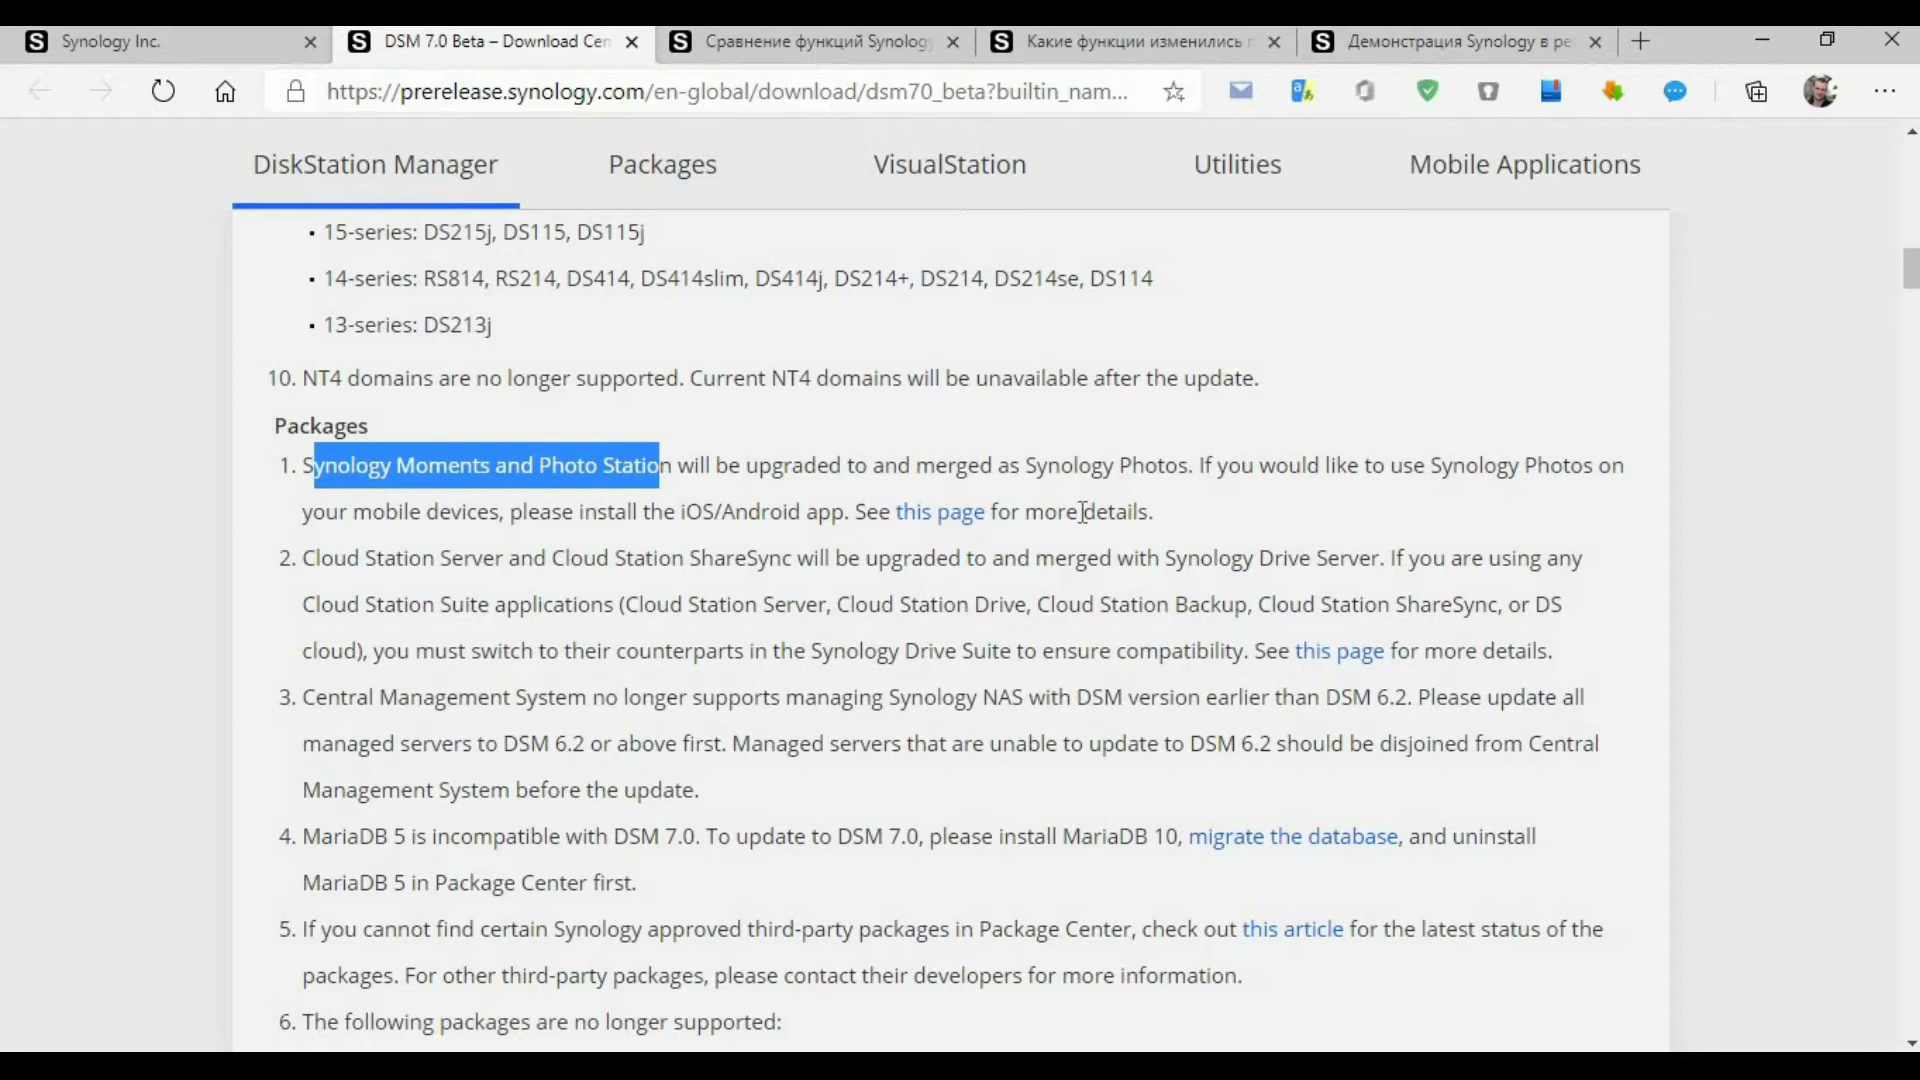 Synology Inc.
DSM 7.0 Beta – Download Cen
Сравнение функций Synology
Какие функции изменились п
Демонстрация Synology в ре
https://prerelease.synology.com/en-global/download/dsm70_beta?builtin_nam...
DiskStation Manager
Packages
VisualStation
Utilities
Mobile Applications
▪ 15-series: DS215j, DS115, DS115j
▪ 14-series: RS814, RS214, DS414, DS414slim, DS414j, DS214+, DS214, DS214se, DS114
▪ 13-series: DS213j
10. NT4 domains are no longer supported. Current NT4 domains will be unavailable after the update.
Packages
1. Synology Moments and Photo Station will be upgraded to and merged as Synology Photos. If you would like to use Synology Photos on
your mobile devices, please install the iOS/Android app. See this page for more details.
2. Cloud Station Server and Cloud Station ShareSync will be upgraded to and merged with Synology Drive Server. If you are using any
Cloud Station Suite applications (Cloud Station Server, Cloud Station Drive, Cloud Station Backup, Cloud Station ShareSync, or DS
cloud), you must switch to their counterparts in the Synology Drive Suite to ensure compatibility. See this page for more details.
3. Central Management System no longer supports managing Synology NAS with DSM version earlier than DSM 6.2. Please update all
managed servers to DSM 6.2 or above first. Managed servers that are unable to update to DSM 6.2 should be disjoined from Central
Management System before the update.
4. MariaDB 5 is incompatible with DSM 7.0. To update to DSM 7.0, please install MariaDB 10, migrate the database, and uninstall
MariaDB 5 in Package Center first.
5. If you cannot find certain Synology approved third-party packages in Package Center, check out this article for the latest status of the
packages. For other third-party packages, please contact their developers for more information.
6. The following packages are no longer supported: